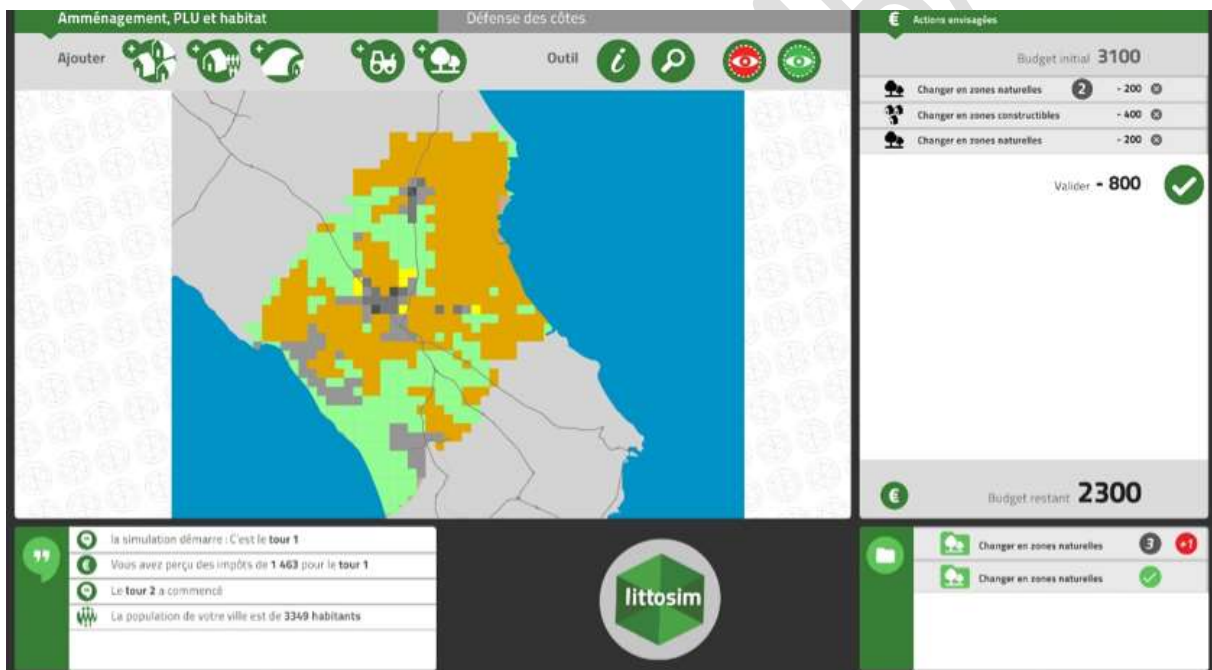 Amménagement, PLU et habitat
Défense des côtes
Ajouter
Outil
€ Actions envisagées
Budget initial 3100
Changer en zones naturelles 2 - 200
Changer en zones constructibles - 400
Changer en zones naturelles - 200
Valider - 800
€ Budget restant 2300
la simulation démarre : C'est le tour 1
Vous avez perçu des impôts de 1 463 pour le tour 1
Le tour 2 a commencé
La population de votre ville est de 3349 habitants
littosim
Changer en zones naturelles 3 +1
Changer en zones naturelles